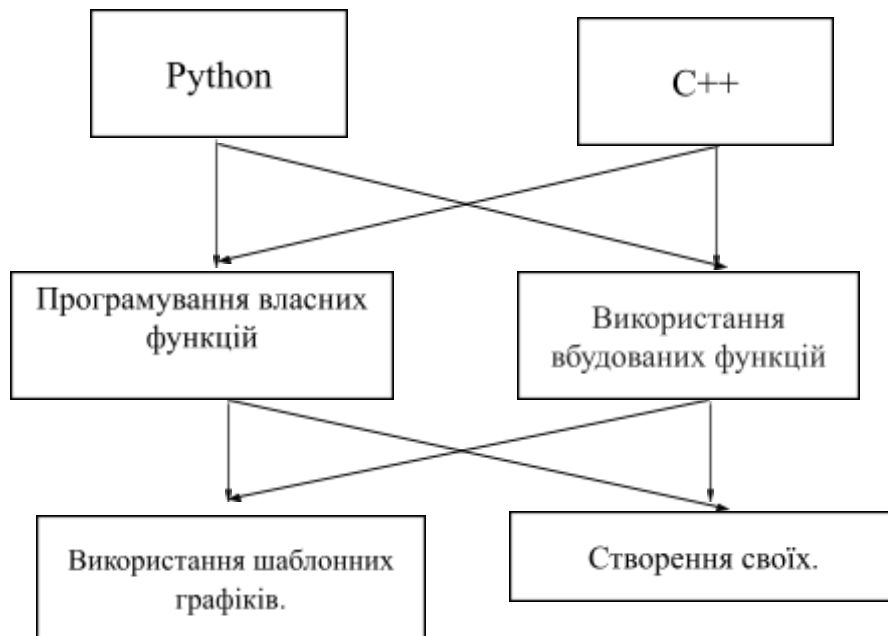 Python
C++
Програмування власних
функцій
Використання
вбудованих функцій
Використання шаблонних
графіків.
Створення своїх.